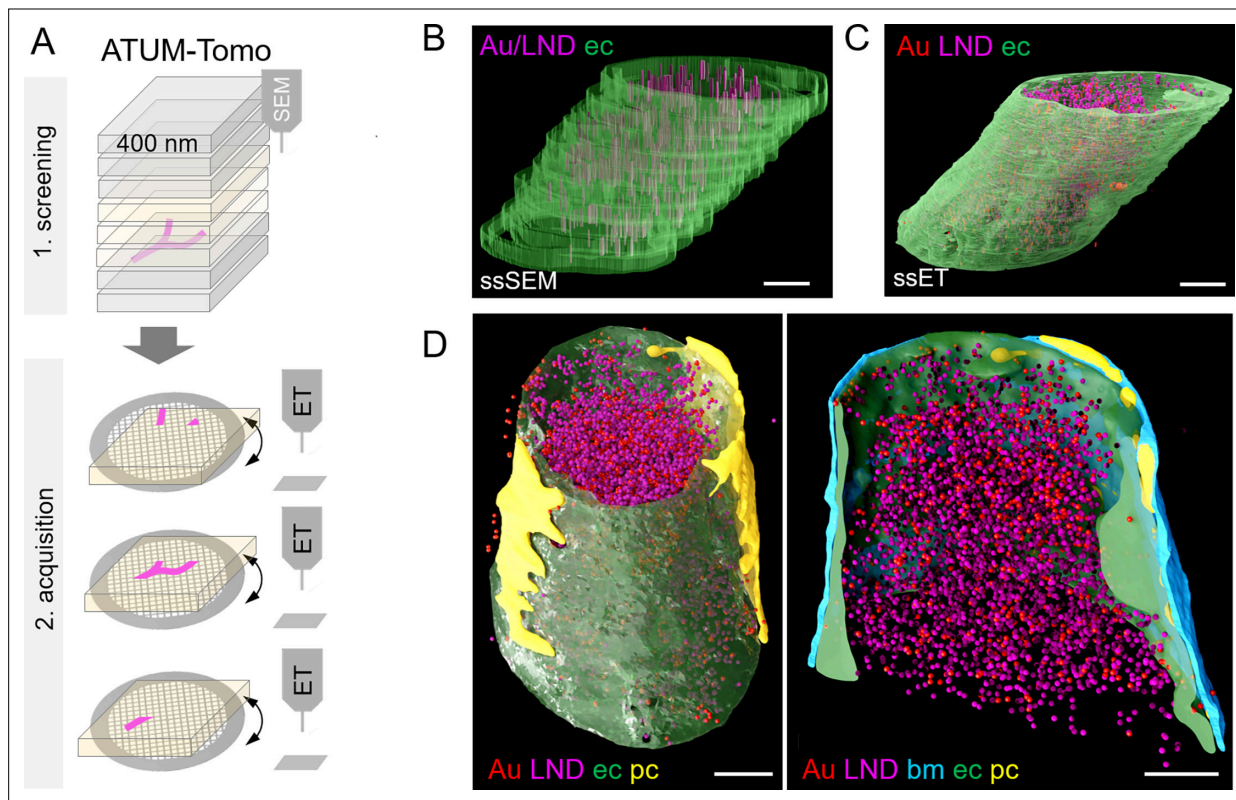 A
ATUM-Tomo
1. screening
400 nm
SEM
2. acquisition
ET
ET
ET
B
Au/LND ec
ssSEM
C
Au LND ec
ssET
D
Au LND ec pc
Au LND bm ec pc